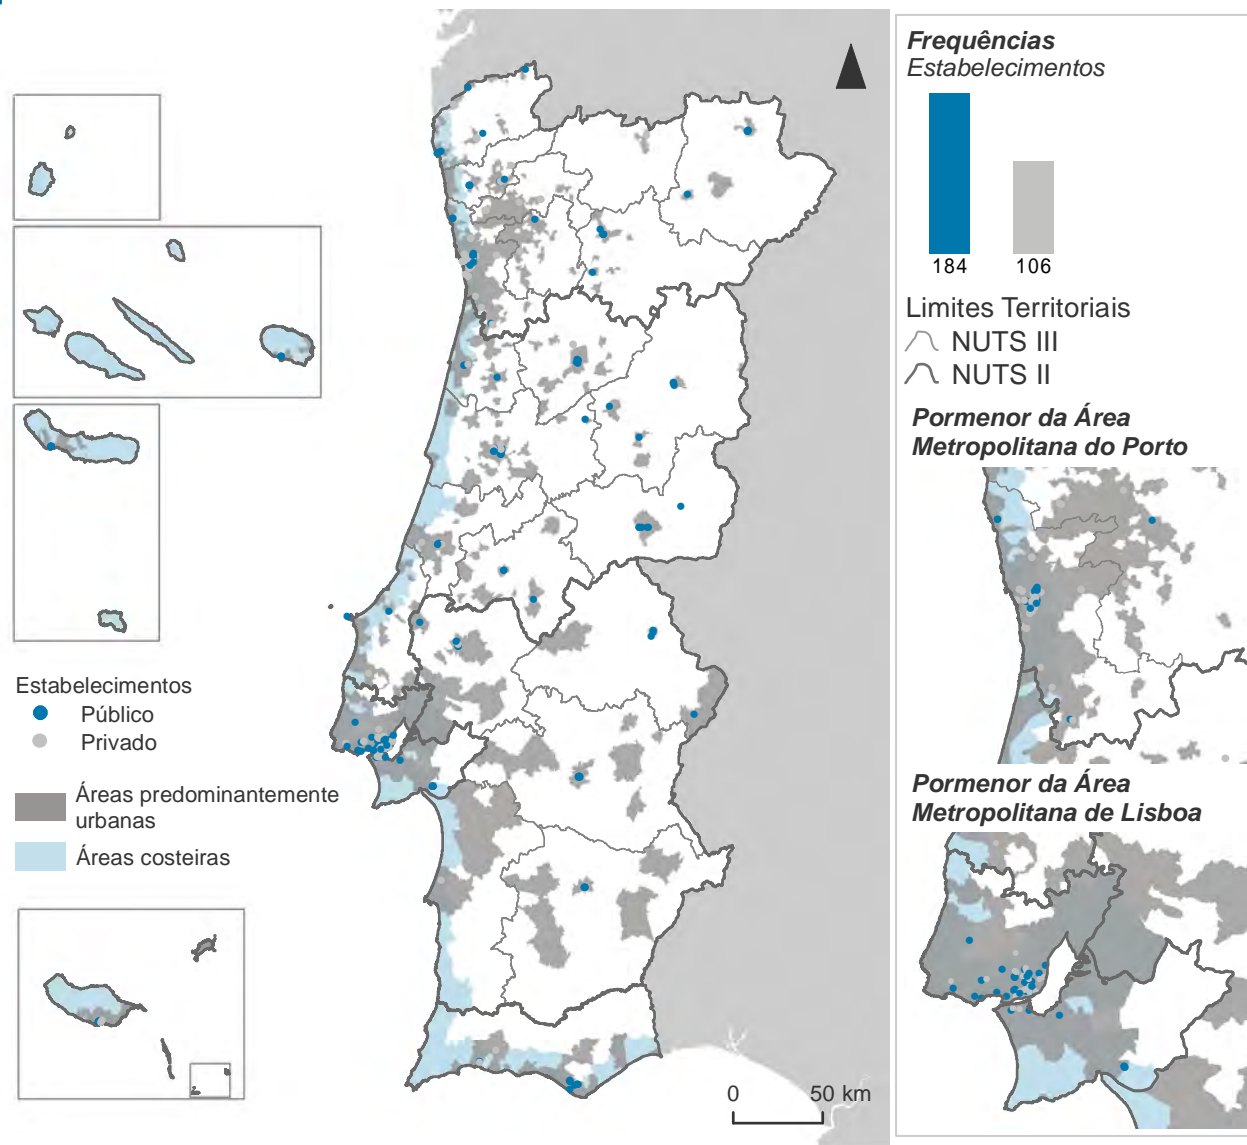 Frequências
Estabelecimentos
184
106
Limites Territoriais
NUTS III
NUTS II
Pormenor da Área
Metropolitana do Porto
Estabelecimentos
Público
Privado
Áreas predominantemente
urbanas
Áreas costeiras
Pormenor da Área
Metropolitana de Lisboa
0
50 km